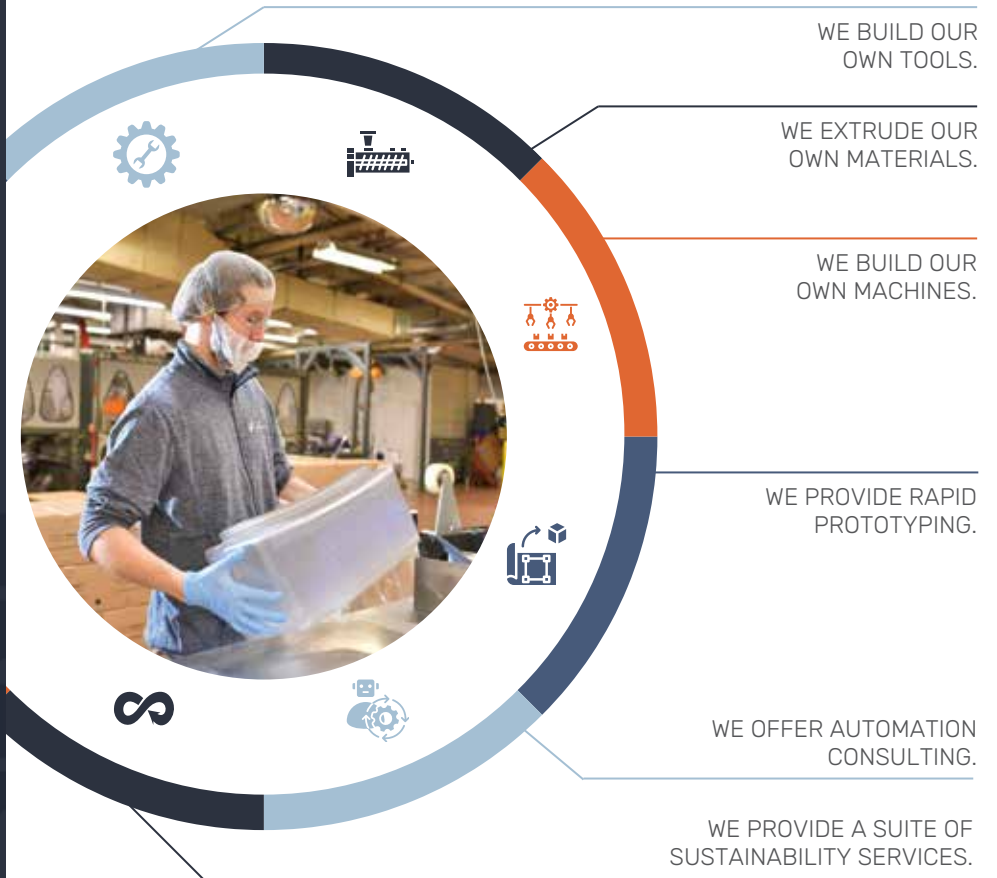 WE BUILD OUR
OWN TOOLS.
WE EXTRUDE OUR
OWN MATERIALS.
WE BUILD OUR
OWN MACHINES.
WE PROVIDE RAPID
PROTOTYPING.
WE OFFER AUTOMATION
CONSULTING.
WE PROVIDE A SUITE OF
SUSTAINABILITY SERVICES.